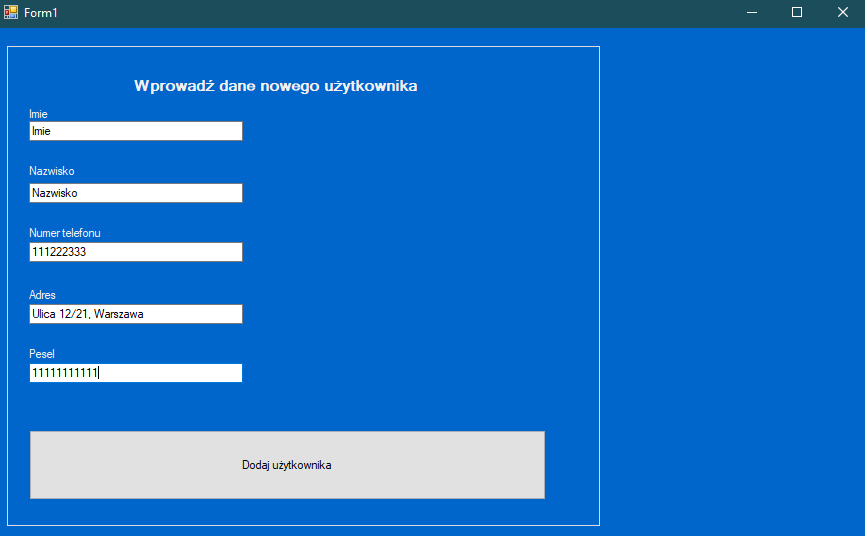 Form1
Wprowadź dane nowego użytkownika
Imie
Imie
Nazwisko
Nazwisko
Numer telefonu
111222333
Adres
Ulica 12/21, Warszawa
Pesel
11111111111
Dodaj użytkownika